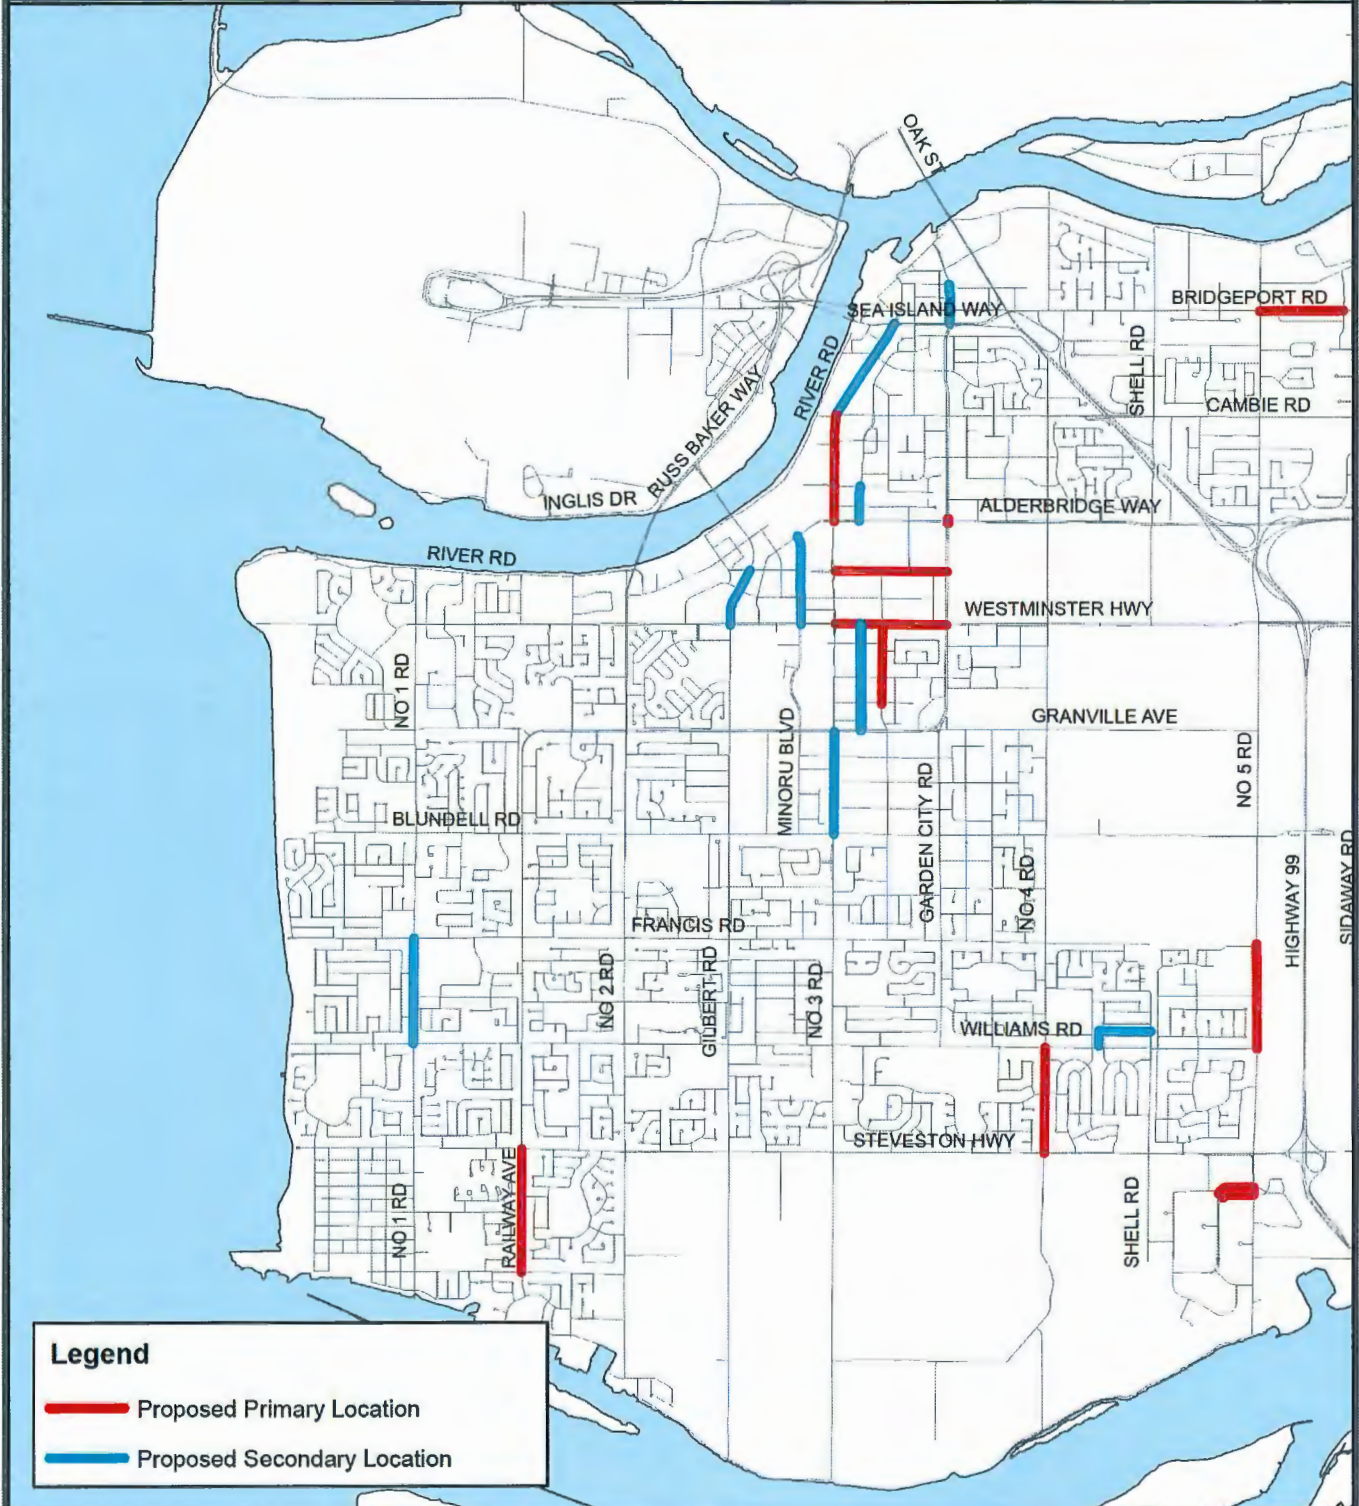 OAK ST
BRIDGEPORT RD
SEA ISLAND WAY
SHELL RD
RIVER RD
CAMBIE RD
RUSS BAKER WAY
INGLIS DR
ALDERBRIDGE WAY
RIVER RD
WESTMINSTER HWY
NO 1 RD
GRANVILLE AVE
MINORU BLVD
NO 5 RD
GARDEN CITY RD
BLUNDELL RD
HIGHWAY 99
SIDAWAY RD
NO 4 RD
FRANCIS RD
NO 2 RD
GILBERT RD
NO 3 RD
WILLIAMS RD
STEVESTON HWY
NO 1 RD
RAILWAY AVE
SHELL RD
Legend
Proposed Primary Location
Proposed Secondary Location